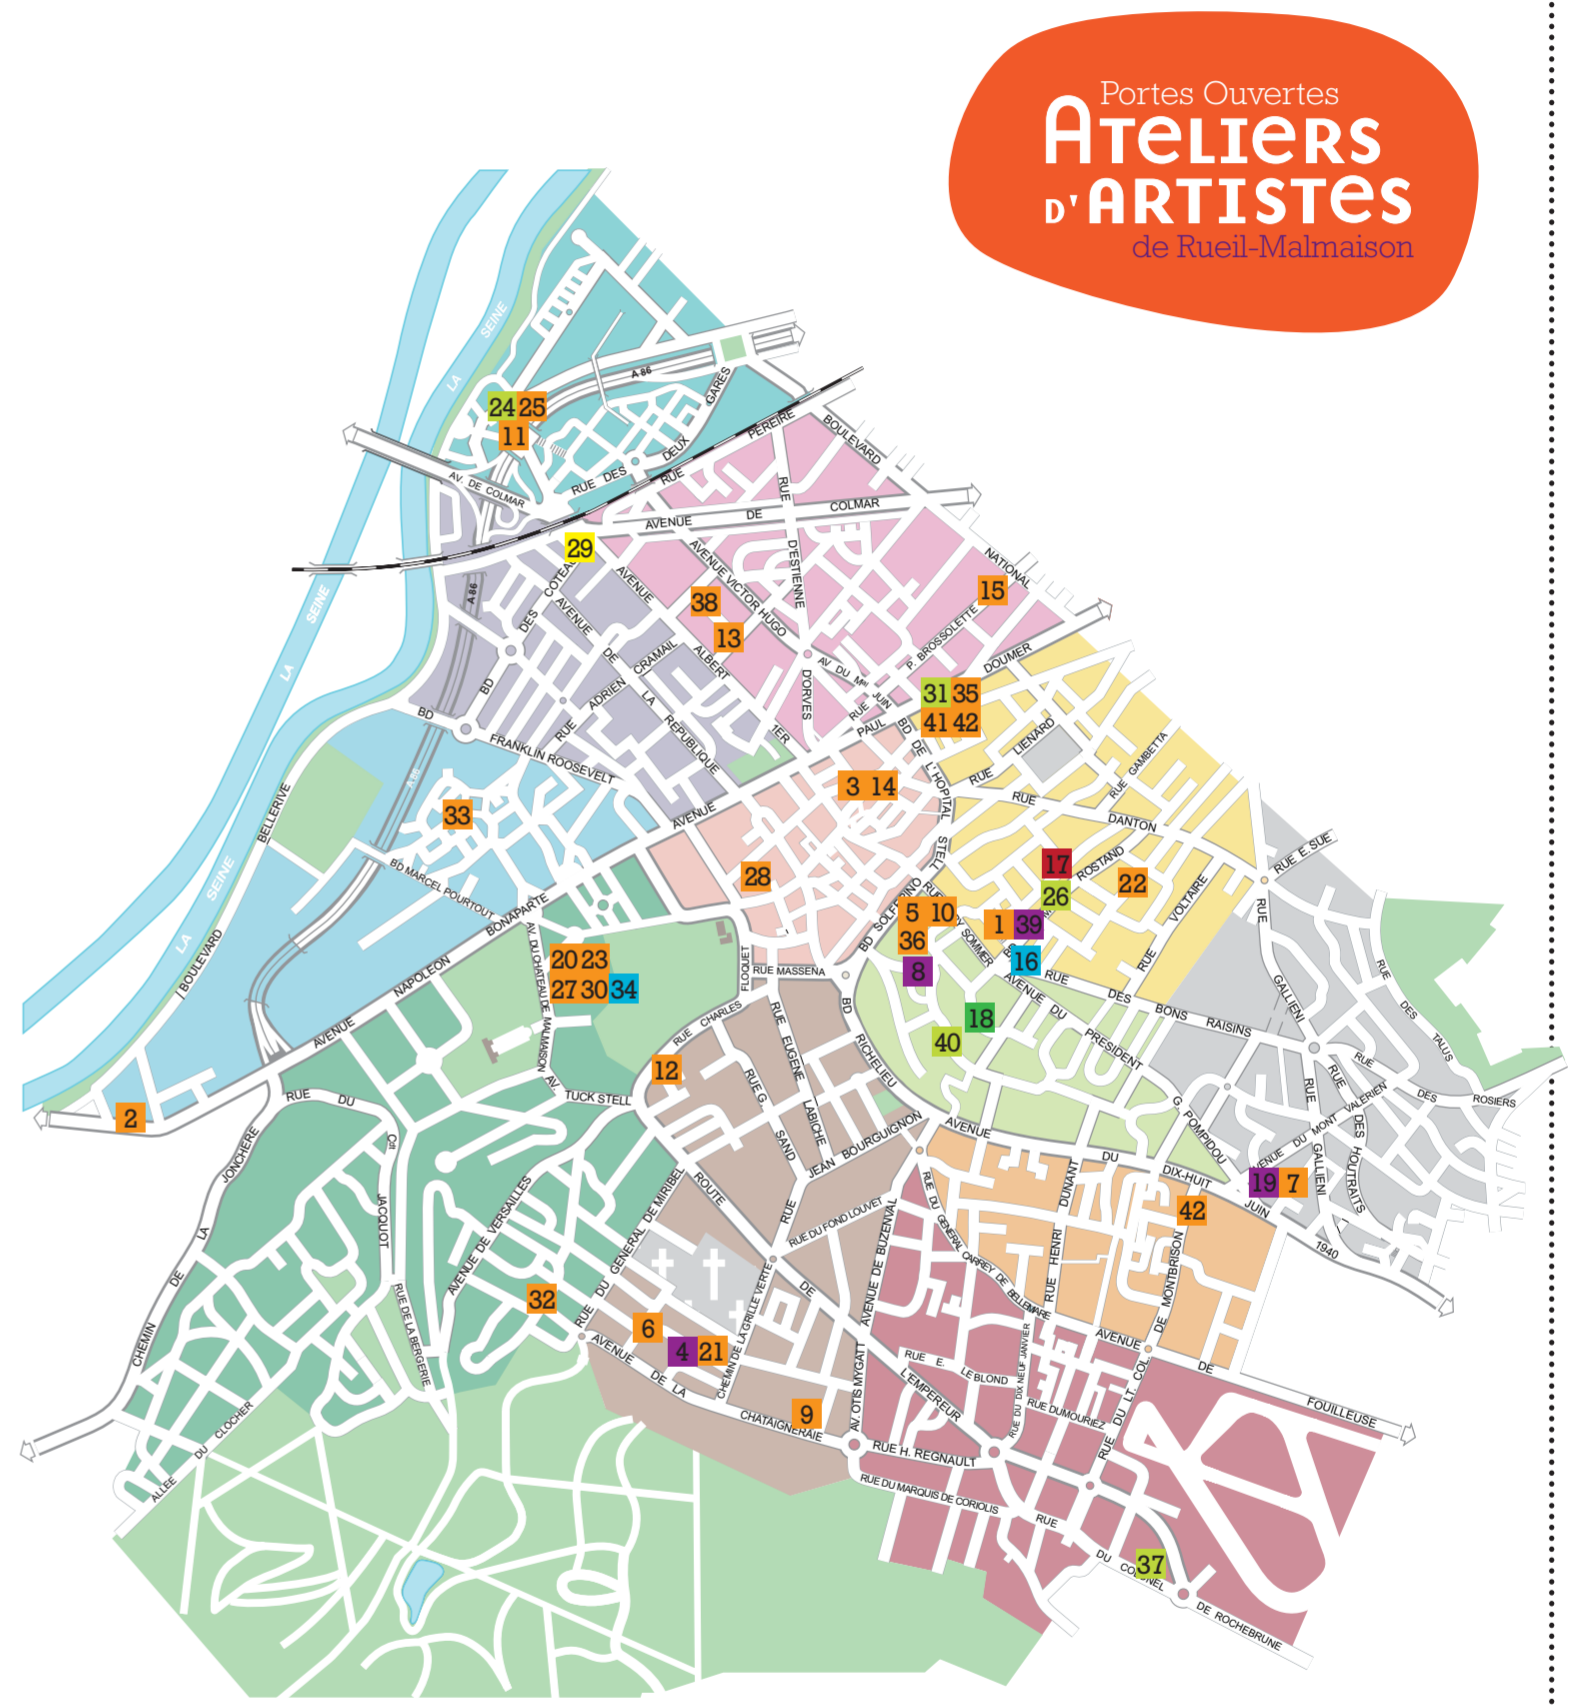 Portes Ouvertes
ATELIERS
D'ARTISTES
de Rueil-Malmaison
LA SEINE
LA SEINE
LA SEINE
A 86
GARES
24 25
11
RUE DES DEUX
RUE PEREIRE
BOULEVARD
NATIONAL
AV. DE COLMAR
AVENUE DE COLMAR
RUE D'ESTIENNE D'ORVES
29
BD DES COTEAUX
A 86
AVENUE VICTOR HUGO
38
13
15
P. BROSSOLETTE
AVENUE ALBERT 1ER
AVENUE DE LA REPUBLIQUE
RUE ADRIEN CRAMAIL
AV DU Mal JUIN
RUE PAUL DOUMER
31 35
41 42
BD FRANKLIN ROOSEVELT
BD DE L'HOPITAL STELL
LIENARD
RUE
RUE GAMBETTA
RUE DANTON
3 14
A 86
33
BOULEVARD BELLERIVE
BD MARCEL POURTOUT
AVENUE NAPOLEON BONAPARTE
AVENUE
28
17
ROSTAND
26
22
VOLTAIRE
RUE
RUE E. SUE
BD SOLFERINO
5 10
36
8
SOMMER
1 39
16
RUE DES BONS RAISINS
RUE GALLIENI
RUE DES TALUS
AV. DU CHATEAU DE MALMAISON
20 23
27 30 34
FLOQUET
RUE CHARLES
RUE MASSENA
BD RICHELIEU
18
40
AVENUE DU PRESIDENT G. POMPIDOU
12
RUE EUGENE LABICHE
RUE G. SAND
AV. TUCK STELL
2
RUE DU
JEAN BOURGUIGNON
RUE
AVENUE DU DIX-HUIT JUIN 1940
AVENUE DU MONT VALERIEN
RUE GALLIENI
RUE DES HOUTRAITS
RUE DES ROSIERS
19 7
42
CHEMIN DE LA JONCHERE
Cdt JACQUOT
RUE DE LA BERGERIE
AVENUE DE VERSAILLES
RUE DU GENERAL DE MIRIBEL
ROUTE DE L'EMPEREUR
RUE DU FOND LOUVET
AVENUE DE BUZENVAL
RUE DU GENERAL CARREY DE BELLEMARE
RUE HENRI DUNANT
DE MONTBRISON
RUE DU LT. COL.
32
6
4 21
CHEMIN DE LA GRILLE VERTE
AVENUE DE LA CHATAIGNERAIE
9
AV. OTIS MYGATT
RUE E. LEBLOND
RUE DU DIX NEUF JANVIER
RUE DUMOURIEZ
AVENUE DE FOUILLEUSE
RUE H. REGNAULT
RUE DU MARQUIS DE CORIOLIS
ALLEE DU CLOCHER
RUE DU COLONEL DE ROCHEBRUNE
37